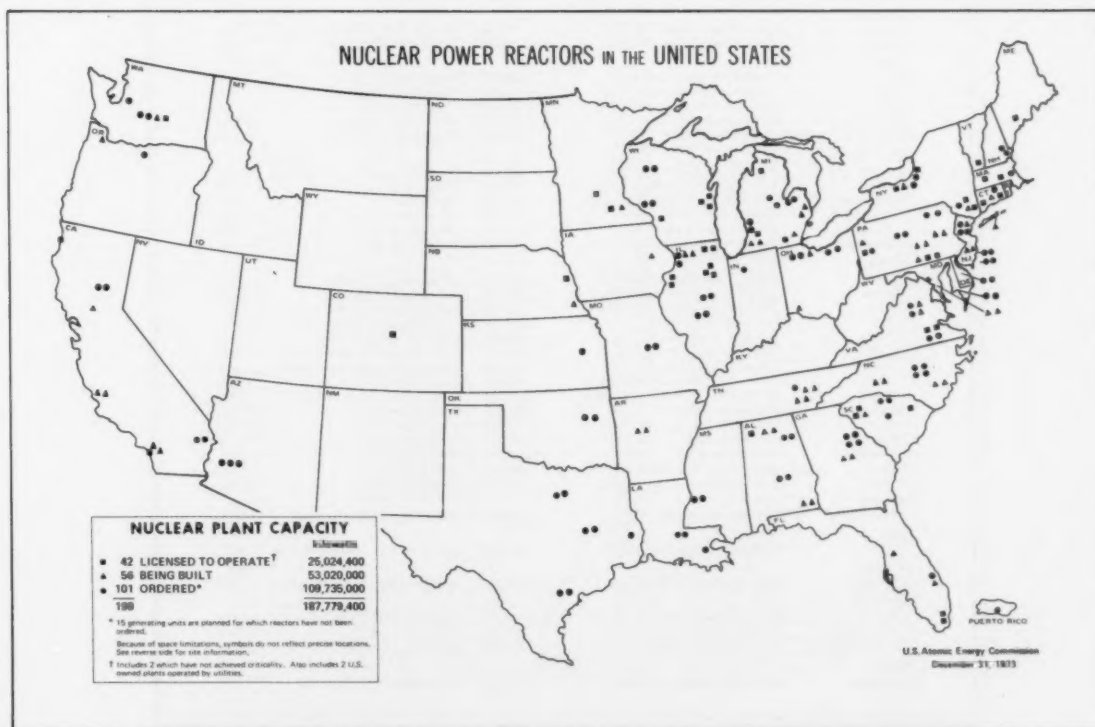 NUCLEAR POWER REACTORS IN THE UNITED STATES
WA
MT
ND
MN
ME
OR
VT
NH
WI
MI
MA
SD
NY
CT
WY
CA
NV
ID
IA
PA
UT
NB
IL
IN
OH
NJ
MD
DE
CO
MO
WV
KS
KY
VA
AZ
NM
OK
TN
NC
TX
AR
SC
MS
AL
GA
LA
FL
PUERTO RICO
NUCLEAR PLANT CAPACITY
kilowatts
■ 42 LICENSED TO OPERATE† 25,024,400
▲ 56 BEING BUILT 53,020,000
● 101 ORDERED* 109,735,000
199 187,779,400
* 15 generating units are planned for which reactors have not been
ordered.
Because of space limitations, symbols do not reflect precise locations.
See reverse side for site information.
† Includes 2 which have not achieved criticality. Also includes 2 U.S.
owned plants operated by utilities.
U.S. Atomic Energy Commission
December 31, 1973